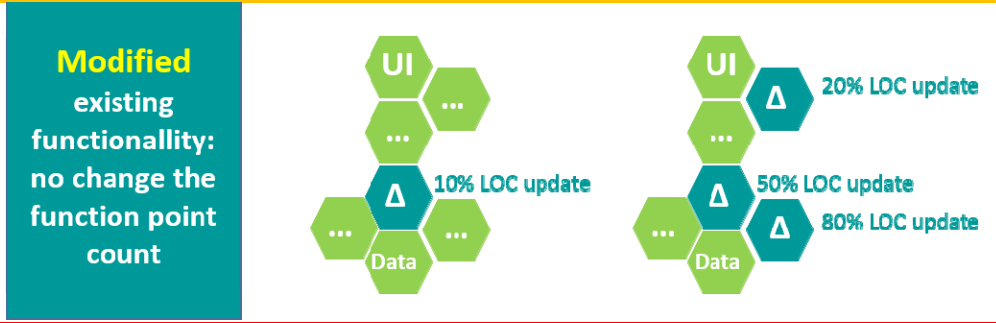 Modified
existing
functionallity:
no change the
function point
count
UI
...
...
Δ 10% LOC update
...
...
Data
UI
Δ 20% LOC update
...
Δ 50% LOC update
...
Δ 80% LOC update
Data